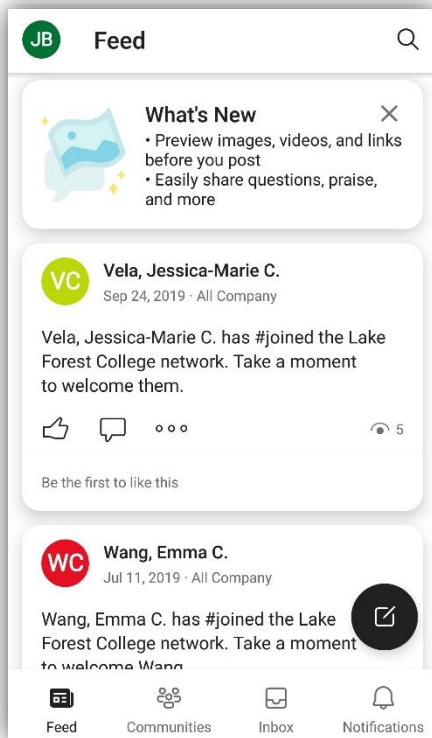 JB Feed
What's New
• Preview images, videos, and links
before you post
• Easily share questions, praise,
and more
VC
Vela, Jessica-Marie C.
Sep 24, 2019 · All Company
Vela, Jessica-Marie C. has #joined the Lake
Forest College network. Take a moment
to welcome them.
5
Be the first to like this
WC
Wang, Emma C.
Jul 11, 2019 · All Company
Wang, Emma C. has #joined the Lake
Forest College network. Take a moment
to welcome Wang
Feed Communities Inbox Notifications